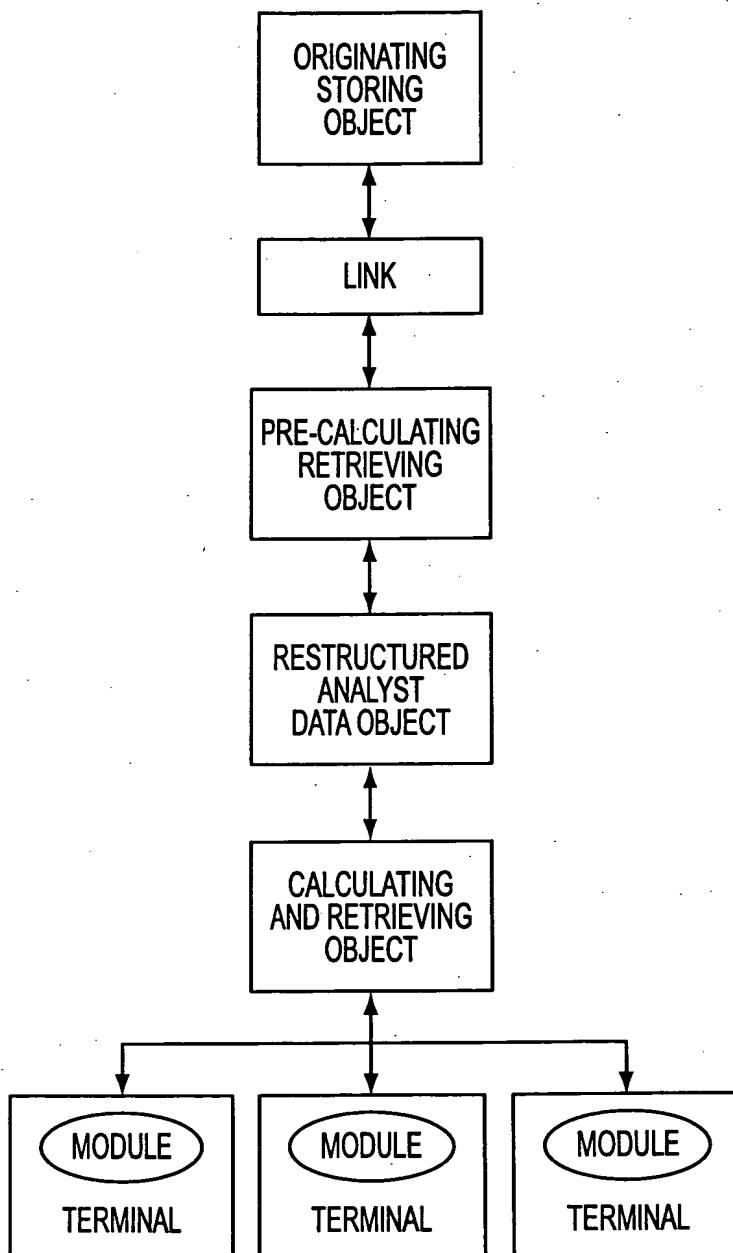 ORIGINATING
STORING
OBJECT
LINK
PRE-CALCULATING
RETRIEVING
OBJECT
RESTRUCTURED
ANALYST
DATA OBJECT
CALCULATING
AND RETRIEVING
OBJECT
MODULE
TERMINAL
MODULE
TERMINAL
MODULE
TERMINAL